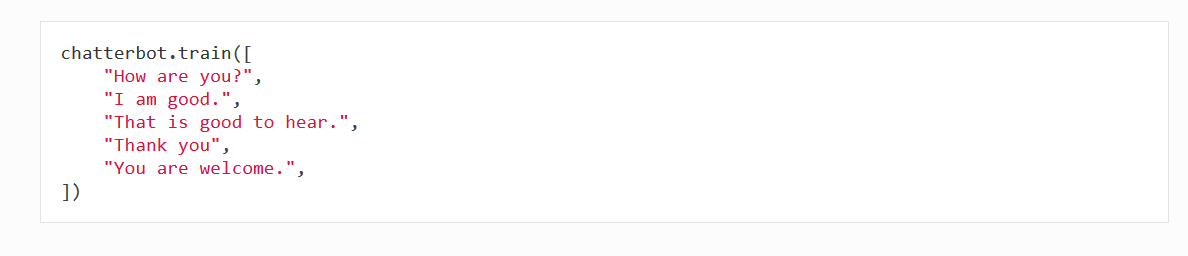 chatterbot.train([
    "How are you?",
    "I am good.",
    "That is good to hear.",
    "Thank you",
    "You are welcome.",
])